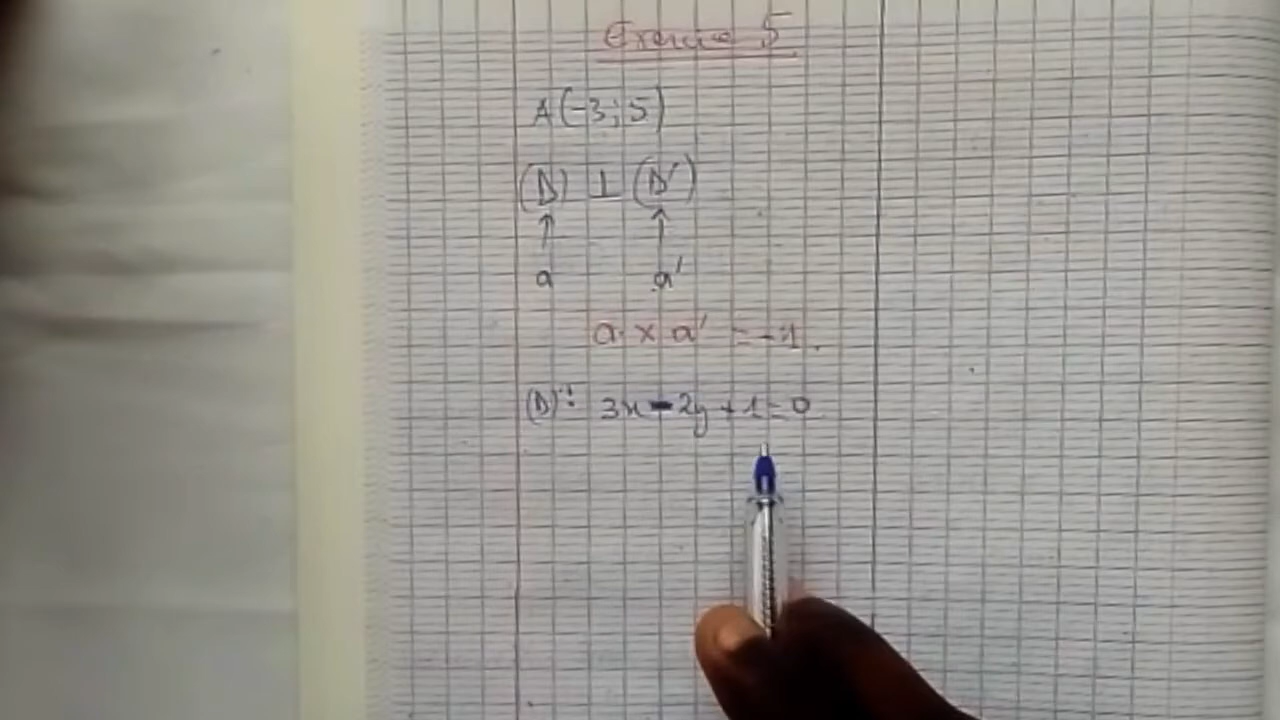 Exercice 5
A(-3; 5)
(D) ⊥ (D')
↑ ↑
a a'
a × a' = -1.
(D): 3x - 2y + 1 = 0